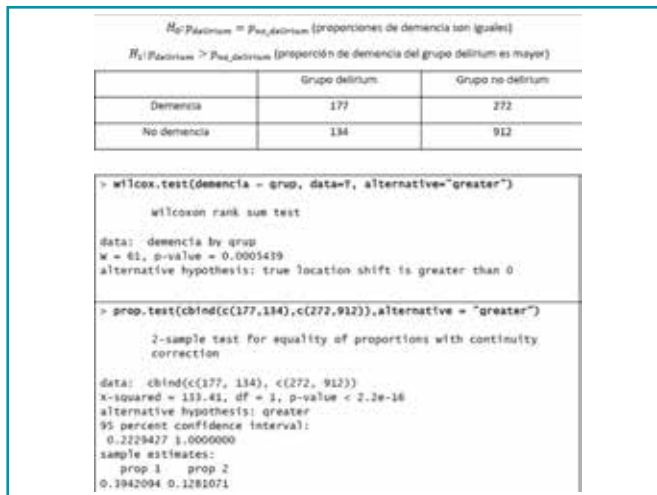 H₀: p_delirium = p_no_delirium (proporciones de demencia son iguales)
H₁: p_delirium > p_no_delirium (proporción de demencia del grupo delirium es mayor)
Grupo delirium Grupo no delirium
Demencia 177 272
No demencia 134 912
> wilcox.test(demencia ~ grup, data=T, alternative="greater")
wilcoxon rank sum test
data: demencia by grup
W = 61, p-value = 0.0005439
alternative hypothesis: true location shift is greater than 0
> prop.test(cbind(c(177,134),c(272,912)),alternative = "greater")
2-sample test for equality of proportions with continuity
correction
data: cbind(c(177, 134), c(272, 912))
X-squared = 133.41, df = 1, p-value < 2.2e-16
alternative hypothesis: greater
95 percent confidence interval:
0.2229427 1.0000000
sample estimates:
prop 1 prop 2
0.3942094 0.1281071